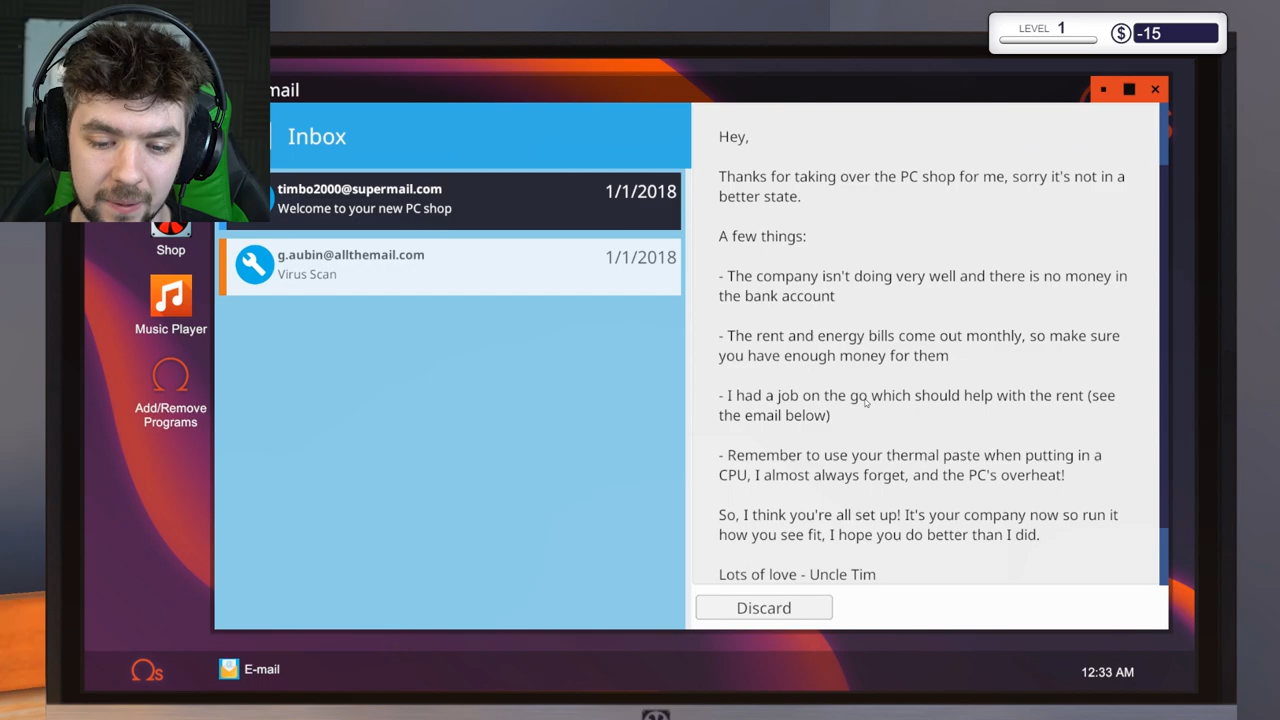 LEVEL 1
$ -15
mail
Inbox
timbo2000@supermail.com 1/1/2018
Welcome to your new PC shop
g.aubin@allthemail.com 1/1/2018
Virus Scan
Hey,
Thanks for taking over the PC shop for me, sorry it's not in a
better state.
A few things:
- The company isn't doing very well and there is no money in
the bank account
- The rent and energy bills come out monthly, so make sure
you have enough money for them
- I had a job on the go which should help with the rent (see
the email below)
- Remember to use your thermal paste when putting in a
CPU, I almost always forget, and the PC's overheat!
So, I think you're all set up! It's your company now so run it
how you see fit, I hope you do better than I did.
Lots of love - Uncle Tim
Discard
Shop
Music Player
Add/Remove
Programs
Ωs
E-mail
12:33 AM